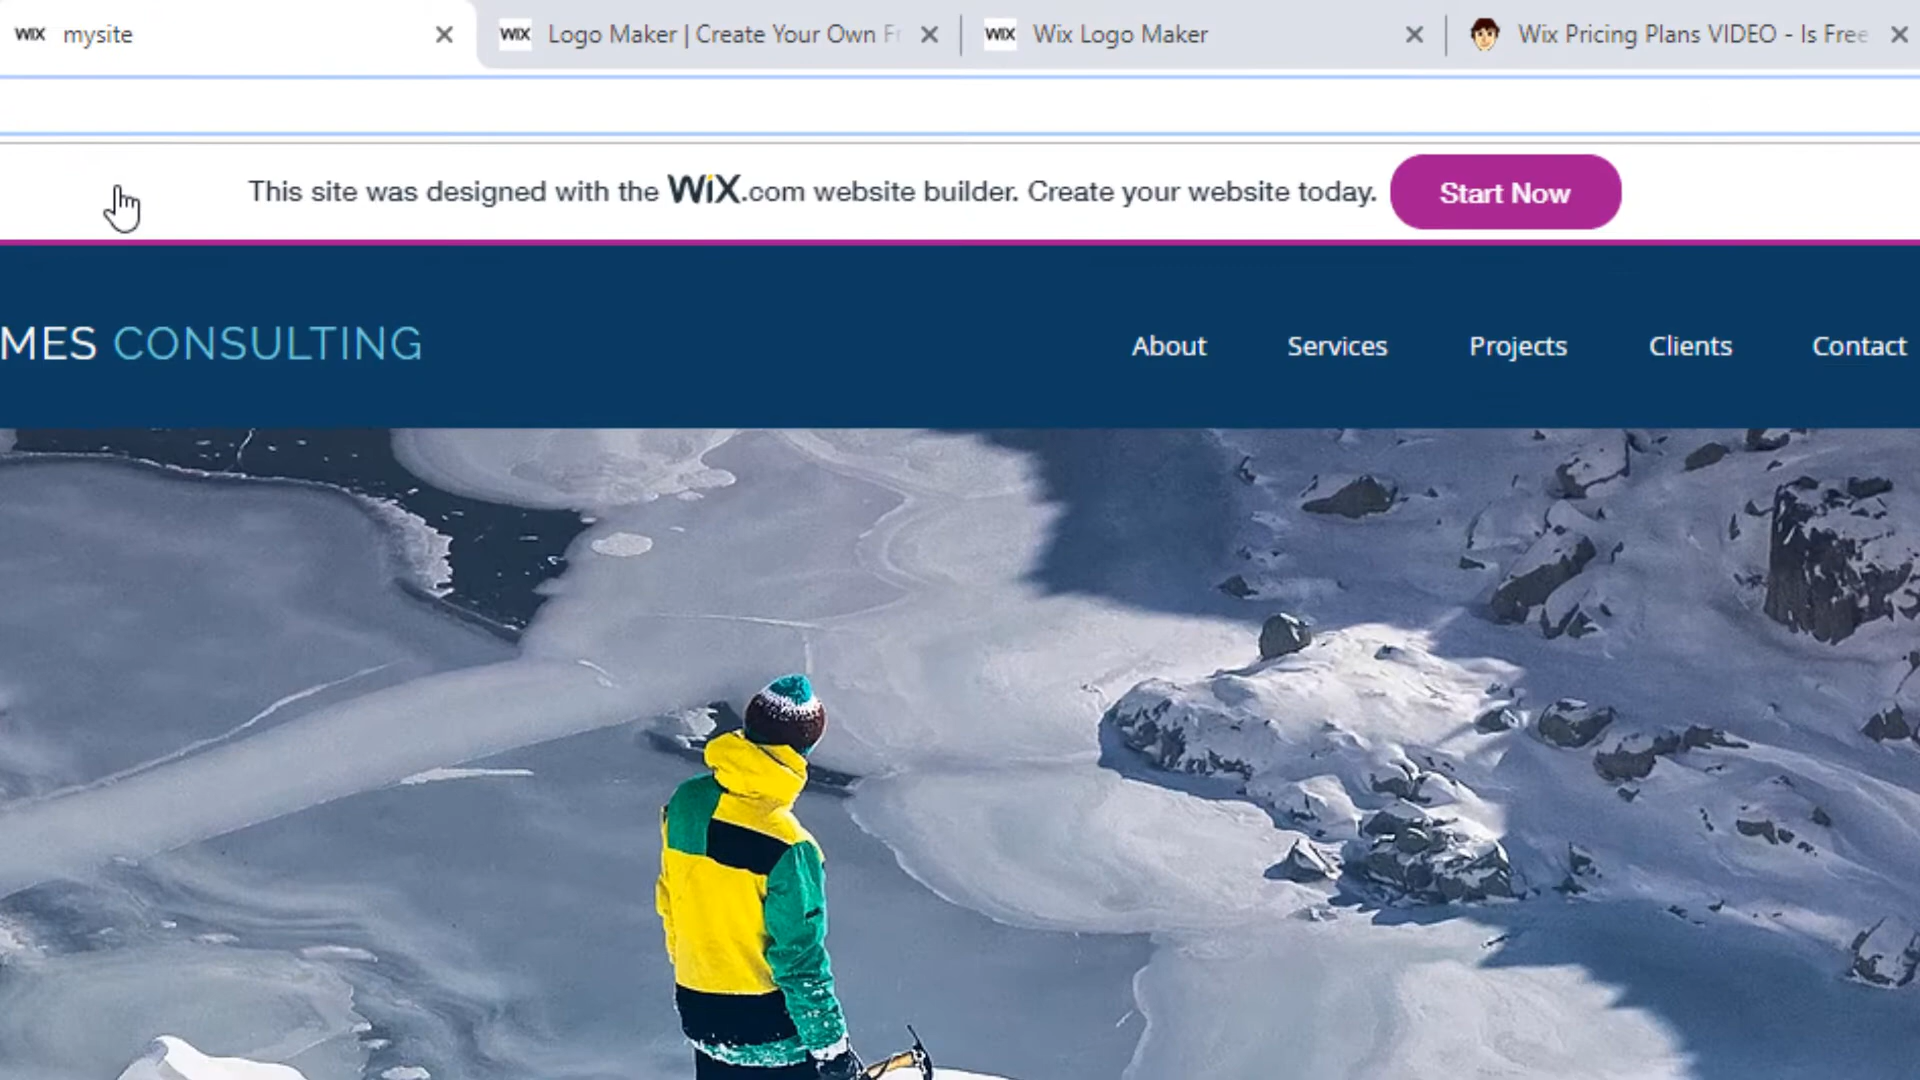 WIX mysite
WIX Logo Maker | Create Your Own Fr
WIX Wix Logo Maker
Wix Pricing Plans VIDEO - Is Free
This site was designed with the WiX.com website builder. Create your website today.
Start Now
MES CONSULTING
About
Services
Projects
Clients
Contact